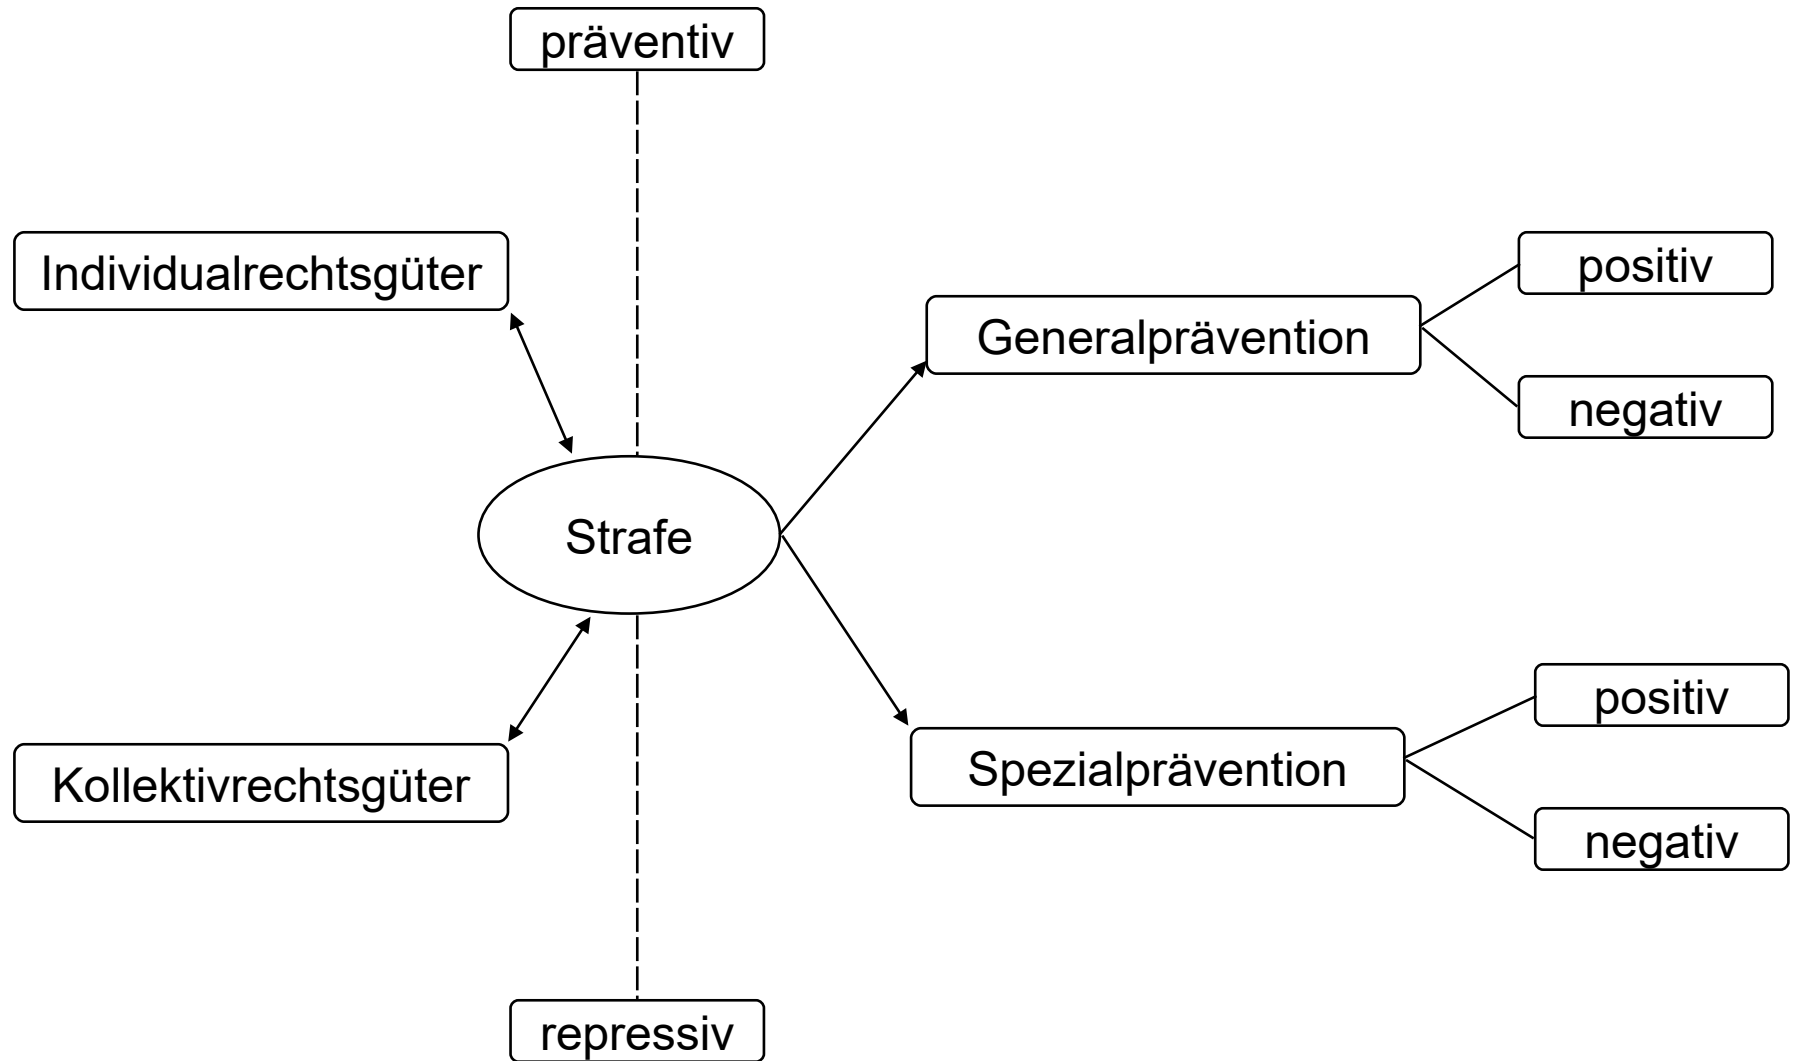 präventiv
Individualrechtsgüter
positiv
Generalprävention
negativ
Strafe
positiv
Spezialprävention
Kollektivrechtsgüter
negativ
repressiv